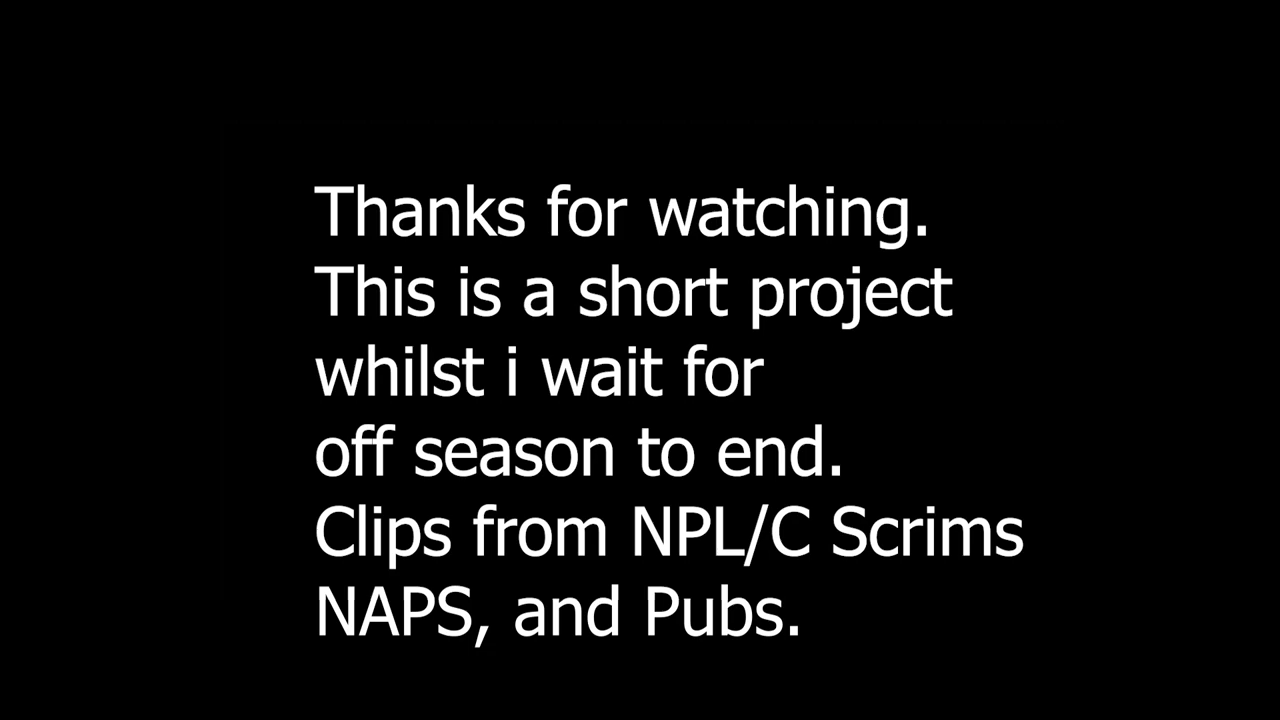 Thanks for watching.
This is a short project
whilst i wait for
off season to end.
Clips from NPL/C Scrims
NAPS, and Pubs.